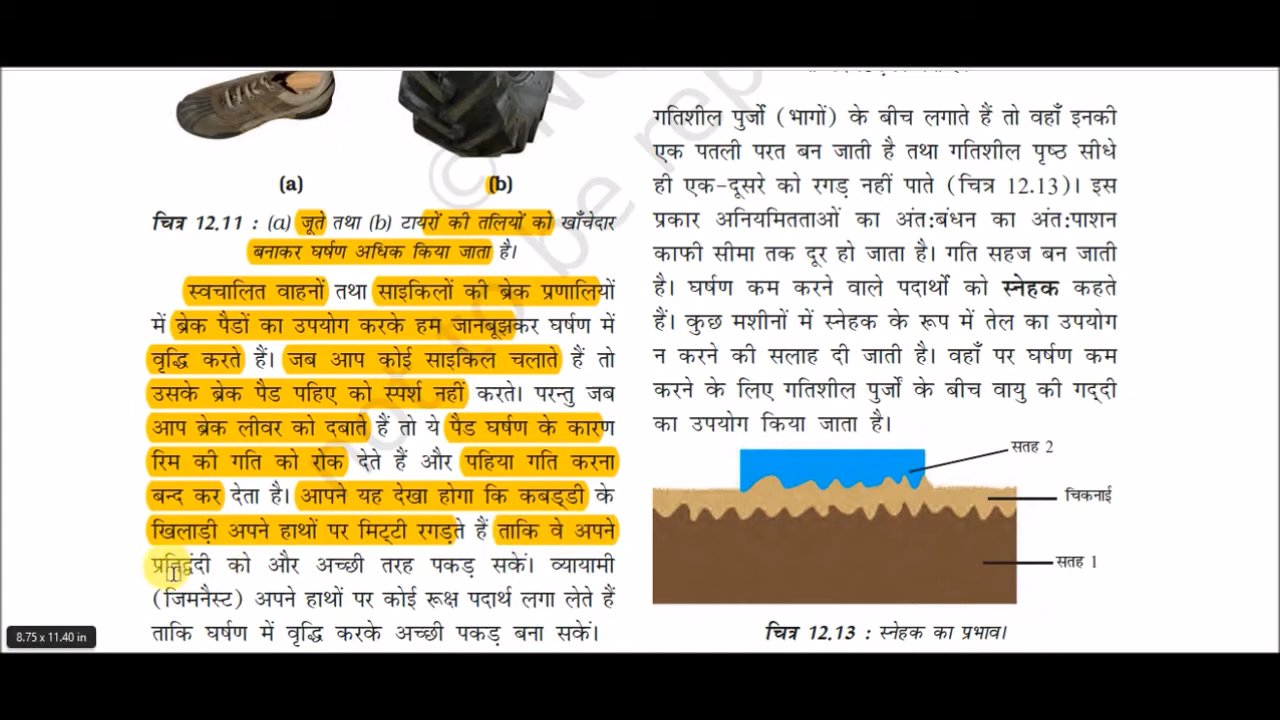 (a)
(b)
चित्र 12.11 : (a) जूते तथा (b) टायरों की तलियों को खाँचेदार
बनाकर घर्षण अधिक किया जाता है।
स्वचालित वाहनों तथा साइकिलों की ब्रेक प्रणालियों
में ब्रेक पैडों का उपयोग करके हम जानबूझकर घर्षण में
वृद्धि करते हैं। जब आप कोई साइकिल चलाते हैं तो
उसके ब्रेक पैड पहिए को स्पर्श नहीं करते। परन्तु जब
आप ब्रेक लीवर को दबाते हैं तो ये पैड घर्षण के कारण
रिम की गति को रोक देते हैं और पहिया गति करना
बन्द कर देता है। आपने यह देखा होगा कि कबड्डी के
खिलाड़ी अपने हाथों पर मिट्टी रगड़ते हैं ताकि वे अपने
प्रतिद्वंदी को और अच्छी तरह पकड़ सकें। व्यायामी
(जिमनैस्ट) अपने हाथों पर कोई रूक्ष पदार्थ लगा लेते हैं
ताकि घर्षण में वृद्धि करके अच्छी पकड़ बना सकें।
गतिशील पुर्जों (भागों) के बीच लगाते हैं तो वहाँ इनकी
एक पतली परत बन जाती है तथा गतिशील पृष्ठ सीधे
ही एक-दूसरे को रगड़ नहीं पाते (चित्र 12.13)। इस
प्रकार अनियमितताओं का अंत:बंधन का अंत:पाशन
काफी सीमा तक दूर हो जाता है। गति सहज बन जाती
है। घर्षण कम करने वाले पदार्थो को स्नेहक कहते
हैं। कुछ मशीनों में स्नेहक के रूप में तेल का उपयोग
न करने की सलाह दी जाती है। वहाँ पर घर्षण कम
करने के लिए गतिशील पुर्जो के बीच वायु की गद्दी
का उपयोग किया जाता है।
सतह 2
चिकनाई
सतह 1
चित्र 12.13 : स्नेहक का प्रभाव।
8.75 x 11.40 in
not to be rep